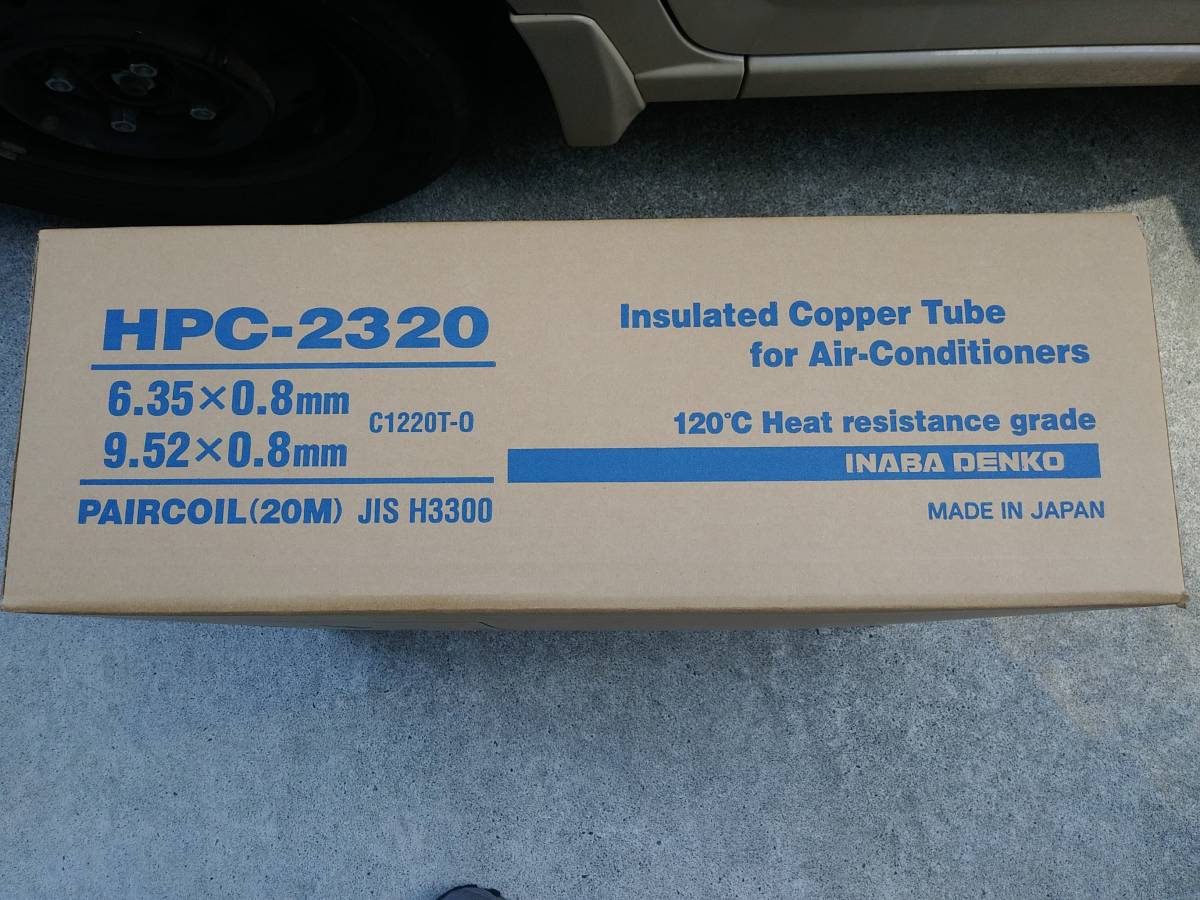 HPC-2320
6.35×0.8mm
9.52×0.8mm
C1220T-O
PAIRCOIL(20M) JIS H3300
Insulated Copper Tube
for Air-Conditioners
120℃ Heat resistance grade
INABA DENKO
MADE IN JAPAN